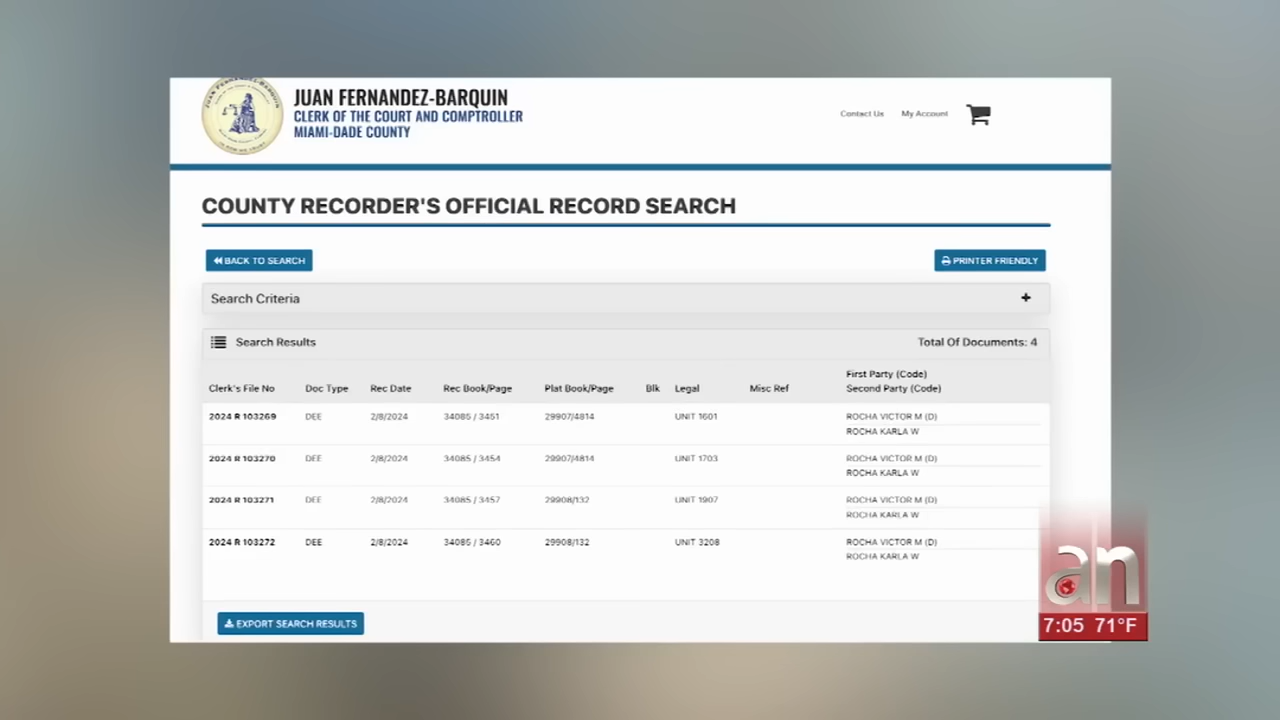 JUAN FERNANDEZ-BARQUIN
CLERK OF THE COURT AND COMPTROLLER
MIAMI-DADE COUNTY
Contact Us My Account
COUNTY RECORDER'S OFFICIAL RECORD SEARCH
BACK TO SEARCH PRINTER FRIENDLY
Search Criteria +
Search Results Total Of Documents: 4
First Party (Code)
Clerk's File No Doc Type Rec Date Rec Book/Page Plat Book/Page Blk Legal Misc Ref Second Party (Code)
2024 R 103269 DEE 2/8/2024 34085 / 3451 29907/4814 UNIT 1601 ROCHA VICTOR M (D)
ROCHA KARLA W
2024 R 103270 DEE 2/8/2024 34085 / 3454 29907/4814 UNIT 1703 ROCHA VICTOR M (D)
ROCHA KARLA W
2024 R 103271 DEE 2/8/2024 34085 / 3457 29908/132 UNIT 1907 ROCHA VICTOR M (D)
ROCHA KARLA W
2024 R 103272 DEE 2/8/2024 34085 / 3460 29908/132 UNIT 3208 ROCHA VICTOR M (D)
ROCHA KARLA W
EXPORT SEARCH RESULTS
an
7:05 71°F